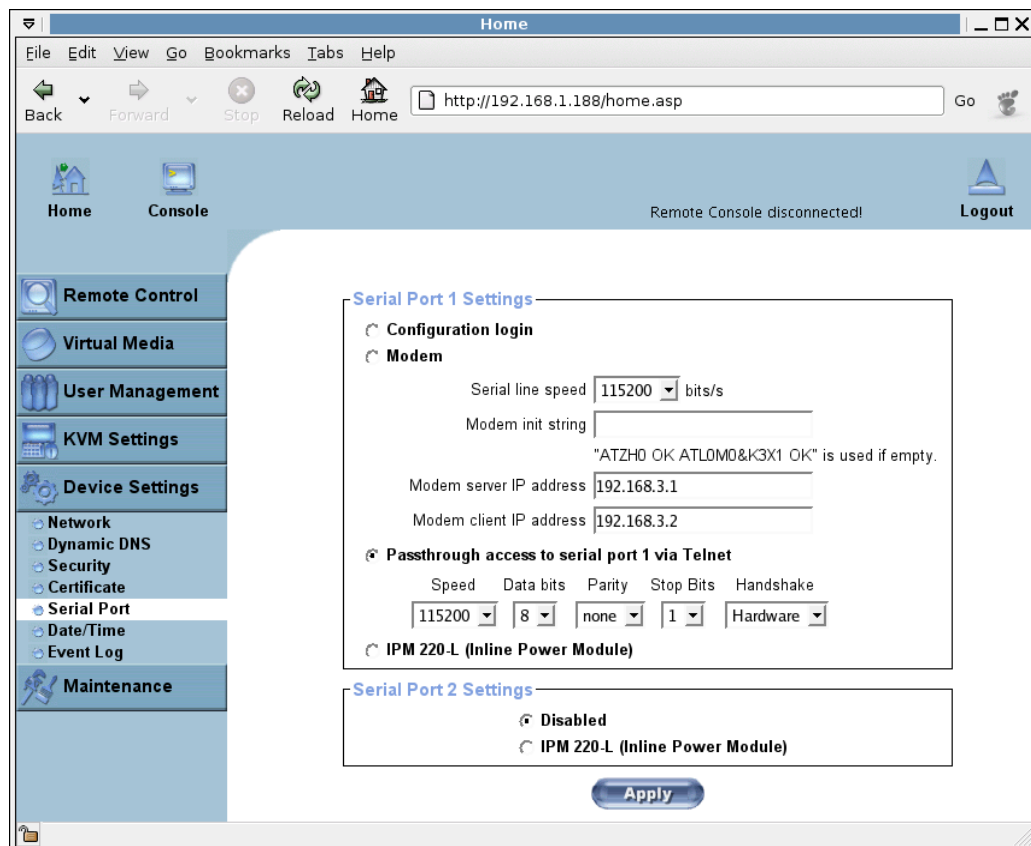 Home
File Edit View Go Bookmarks Tabs Help
Back Forward Stop Reload Home http://192.168.1.188/home.asp Go
Home Console Remote Console disconnected! Logout
Remote Control
Virtual Media
User Management
KVM Settings
Device Settings
Network
Dynamic DNS
Security
Certificate
Serial Port
Date/Time
Event Log
Maintenance
Serial Port 1 Settings
Configuration login
Modem
Serial line speed 115200 bits/s
Modem init string
"ATZH0 OK ATL0M0&K3X1 OK" is used if empty.
Modem server IP address 192.168.3.1
Modem client IP address 192.168.3.2
Passthrough access to serial port 1 via Telnet
Speed Data bits Parity Stop Bits Handshake
115200 8 none 1 Hardware
IPM 220-L (Inline Power Module)
Serial Port 2 Settings
Disabled
IPM 220-L (Inline Power Module)
Apply